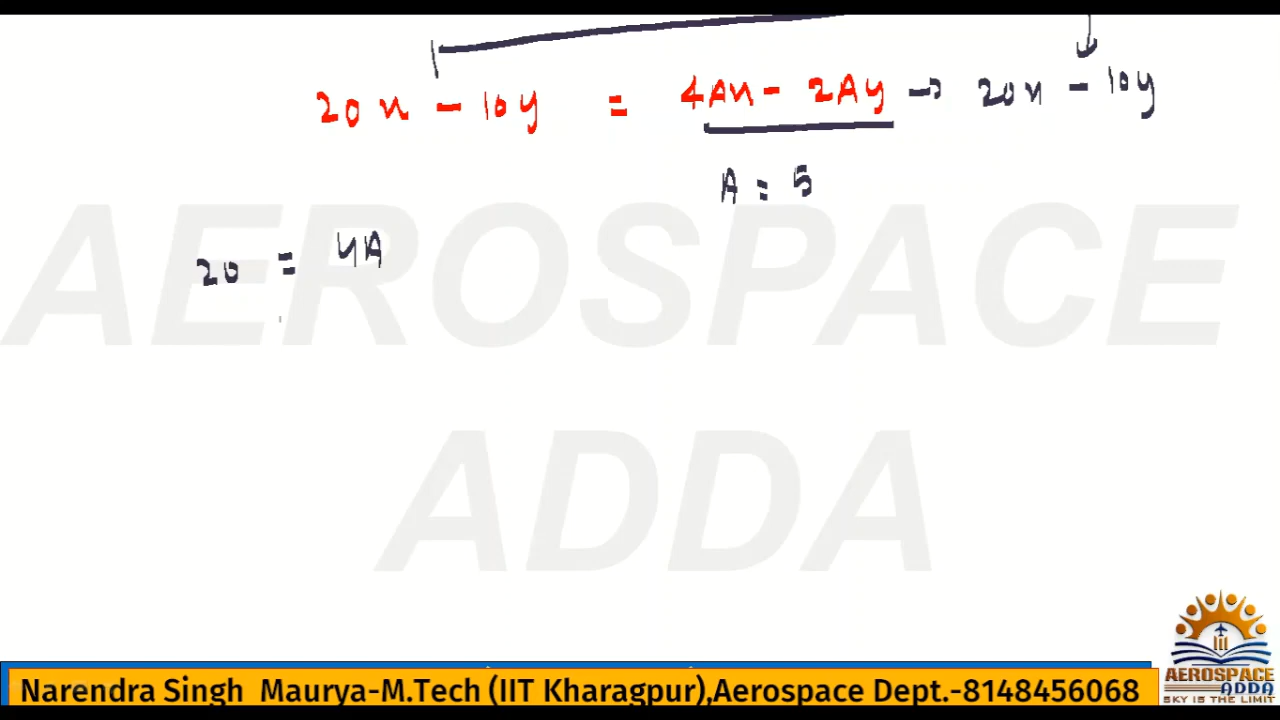 20x - 10y = 4Ax - 2Ay → 20x - 10y
A = 5
20 = 4A
AEROSPACE
ADDA
AEROSPACE
ADDA
SKY IS THE LIMIT
Narendra Singh Maurya-M.Tech (IIT Kharagpur),Aerospace Dept.-8148456068